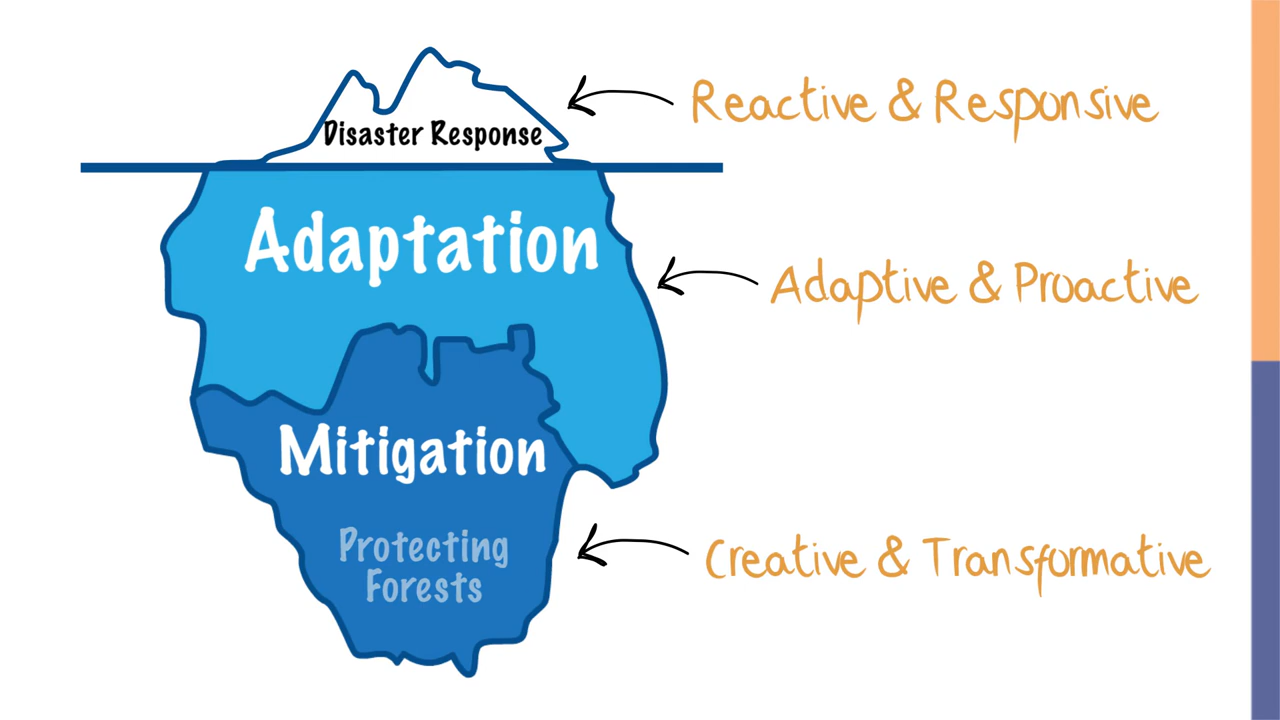 Disaster Response
Reactive & Responsive
Adaptation
Adaptive & Proactive
Mitigation
Protecting
Forests
Creative & Transformative